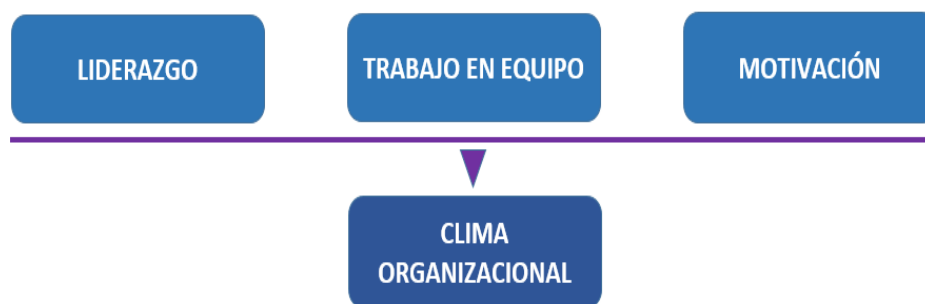 LIDERAZGO
TRABAJO EN EQUIPO
MOTIVACIÓN
CLIMA
ORGANIZACIONAL